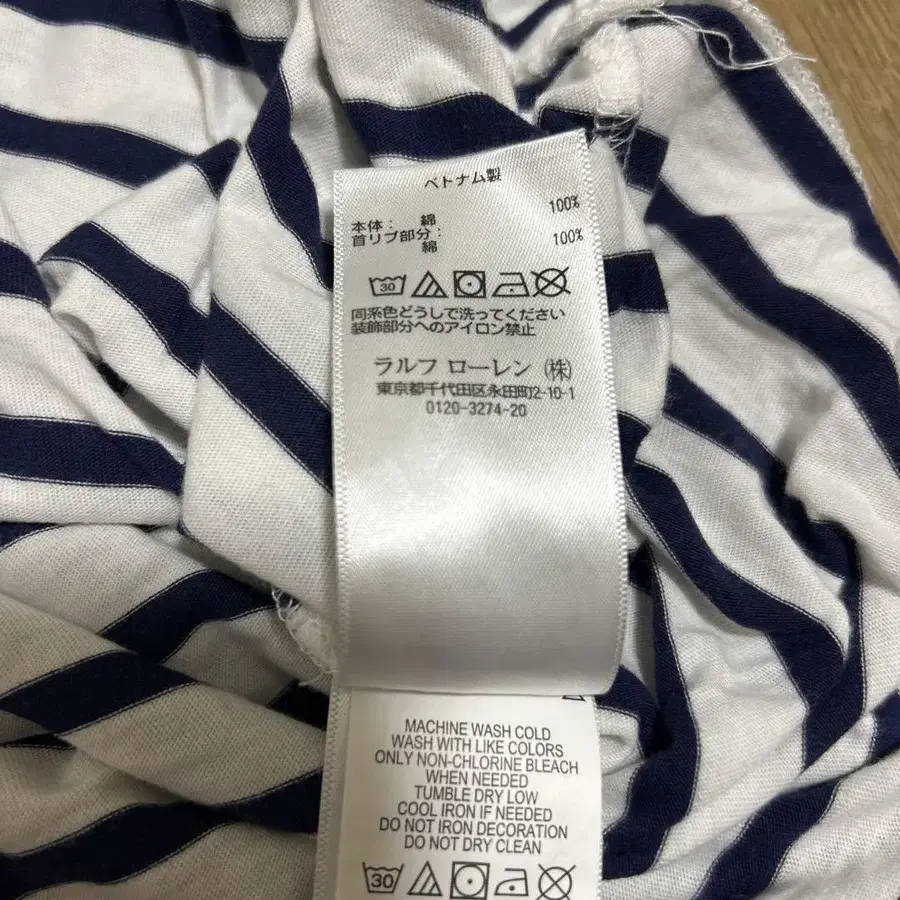 ベトナム製
本体： 綿 100%
首リブ部分：
綿 100%
30
同系色どうしで洗ってください
装飾部分へのアイロン禁止
ラルフ ローレン (株)
東京都千代田区永田町2-10-1
0120-3274-20
MACHINE WASH COLD
WASH WITH LIKE COLORS
ONLY NON-CHLORINE BLEACH
WHEN NEEDED
TUMBLE DRY LOW
COOL IRON IF NEEDED
DO NOT IRON DECORATION
DO NOT DRY CLEAN
30